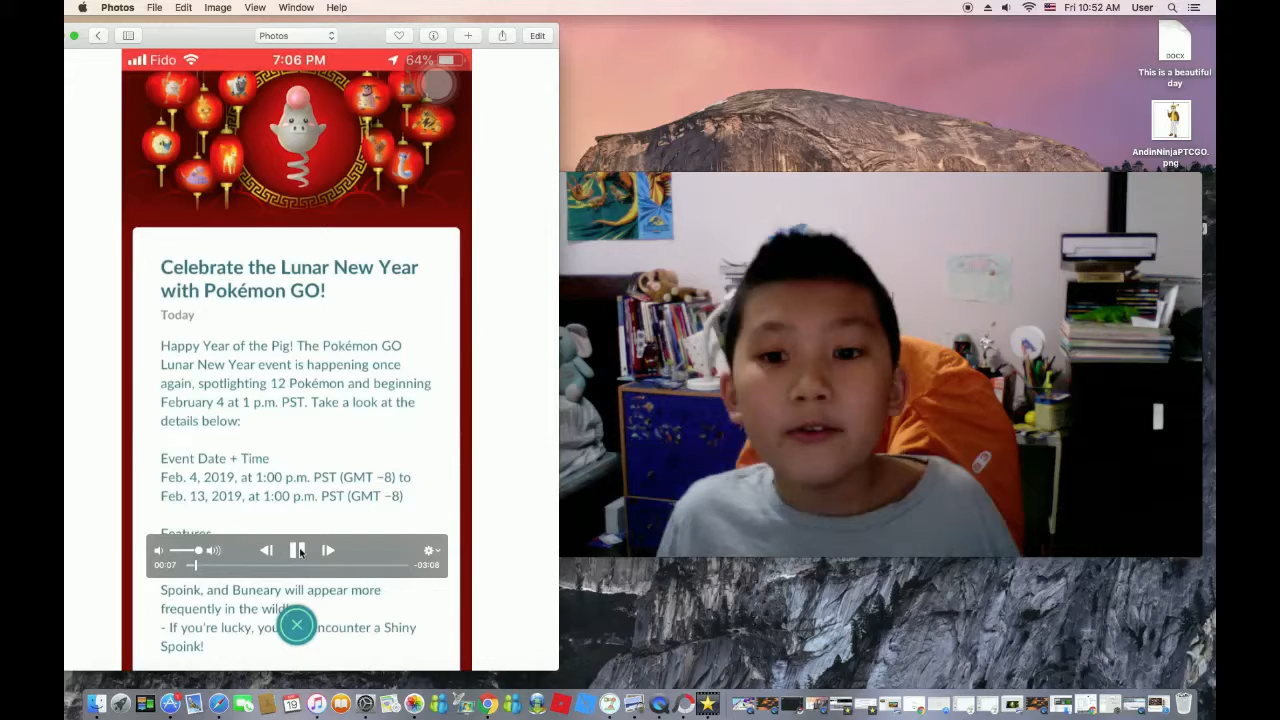 Photos File Edit Image View Window Help
Fri 10:52 AM User
Photos
Edit
Fido 7:06 PM 64%
Celebrate the Lunar New Year
with Pokémon GO!
Today
Happy Year of the Pig! The Pokémon GO
Lunar New Year event is happening once
again, spotlighting 12 Pokémon and beginning
February 4 at 1 p.m. PST. Take a look at the
details below:
Event Date + Time
Feb. 4, 2019, at 1:00 p.m. PST (GMT −8) to
Feb. 13, 2019, at 1:00 p.m. PST (GMT −8)
Features
00:07 -03:08
Spoink, and Buneary will appear more
frequently in the wild!
- If you're lucky, you encounter a Shiny
Spoink!
DOCX
This is a beautiful
day
AndinNinjaPTCGO.
png
19